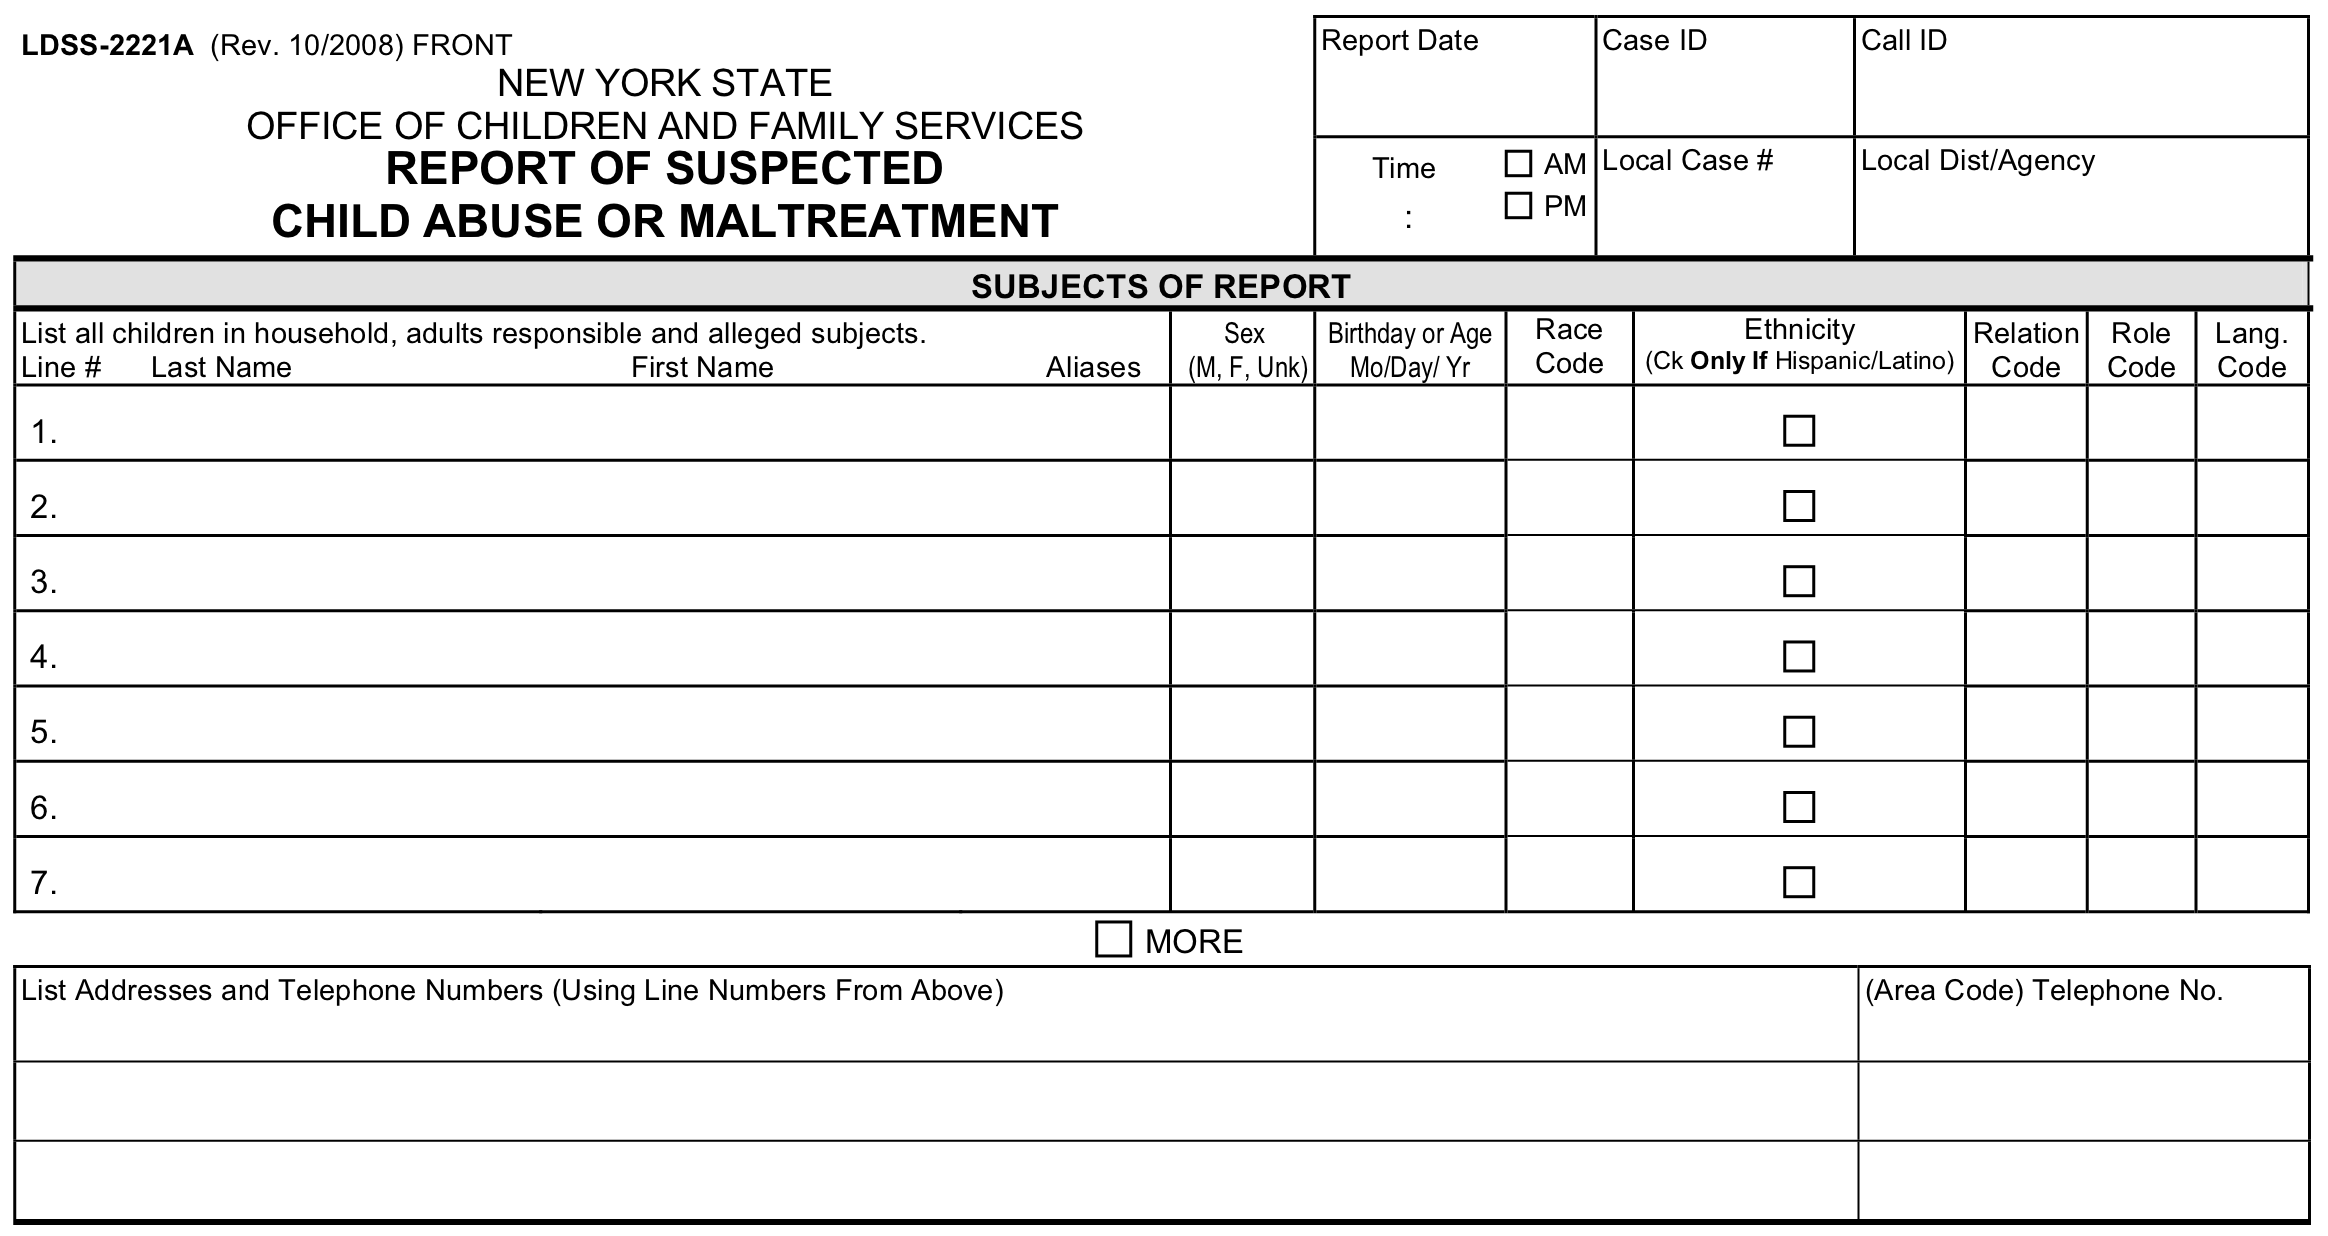 LDSS-2221A (Rev. 10/2008) FRONT
NEW YORK STATE
OFFICE OF CHILDREN AND FAMILY SERVICES
REPORT OF SUSPECTED
CHILD ABUSE OR MALTREATMENT
Report Date
Case ID
Call ID
Time
:
AM
PM
Local Case #
Local Dist/Agency
SUBJECTS OF REPORT
List all children in household, adults responsible and alleged subjects.
Line # Last Name First Name Aliases
Sex
(M, F, Unk)
Birthday or Age
Mo/Day/ Yr
Race
Code
Ethnicity
(Ck Only If Hispanic/Latino)
Relation
Code
Role
Code
Lang.
Code
1.
2.
3.
4.
5.
6.
7.
MORE
List Addresses and Telephone Numbers (Using Line Numbers From Above)
(Area Code) Telephone No.